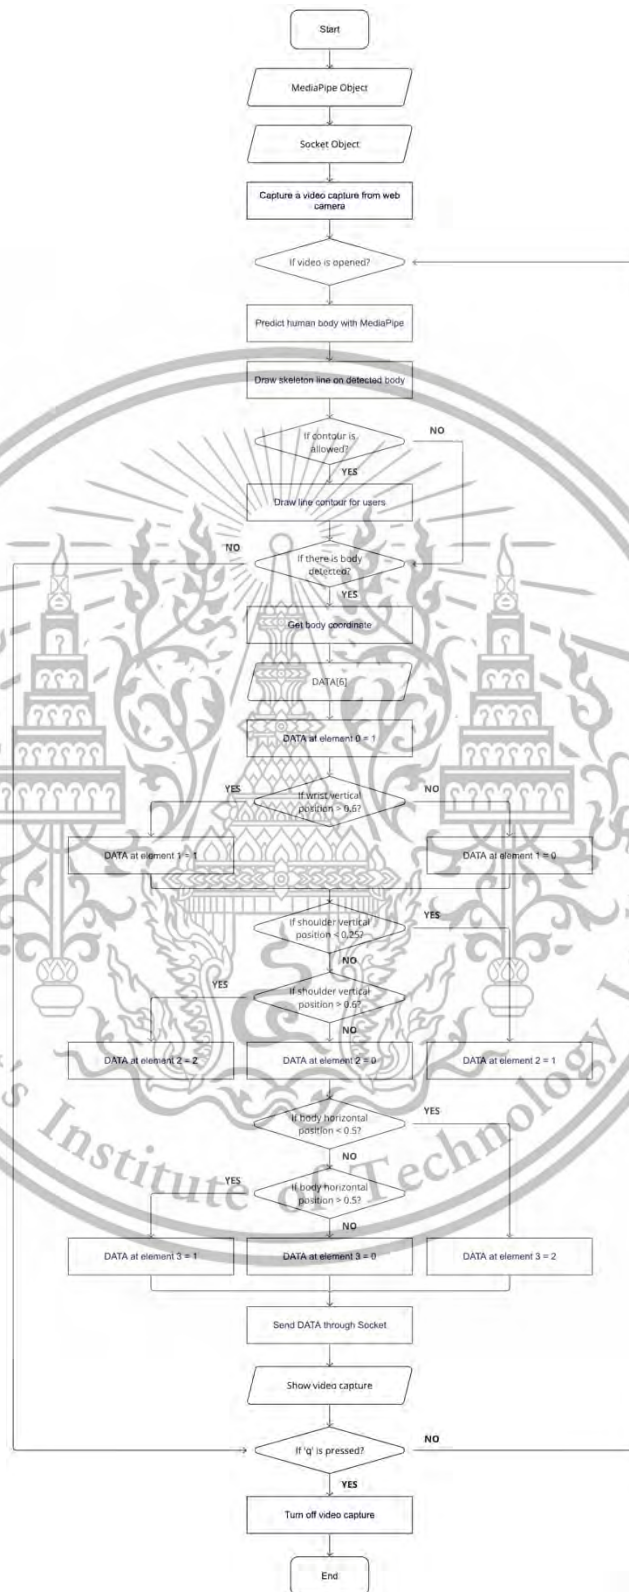 Start
MediaPipe Object
Socket Object
Capture a video capture from web
camera
If video is opened?
Predict human body with MediaPipe
Draw skeleton line on detected body
If contour is
allowed?
NO
YES
Draw line contour for users
NO
if there is body
detected?
YES
Get body coordinate
DATA[6]
DATA at element 0 = 1
YES
If wrist vertical
position > 0.6?
NO
DATA at element 1 = 1
DATA at element 1 = 0
If shoulder vertical
position < 0.25?
YES
NO
YES
If shoulder vertical
position > 0.6?
NO
DATA at element 2 = 2
DATA at element 2 = 0
DATA at element 2 = 1
If body horizontal
position < 0.5?
YES
NO
YES
If body horizontal
position > 0.5?
NO
DATA at element 3 = 1
DATA at element 3 = 0
DATA at element 3 = 2
Send DATA through Socket
Show video capture
If 'q' is pressed?
NO
YES
Turn off video capture
End
's Institute of Technology